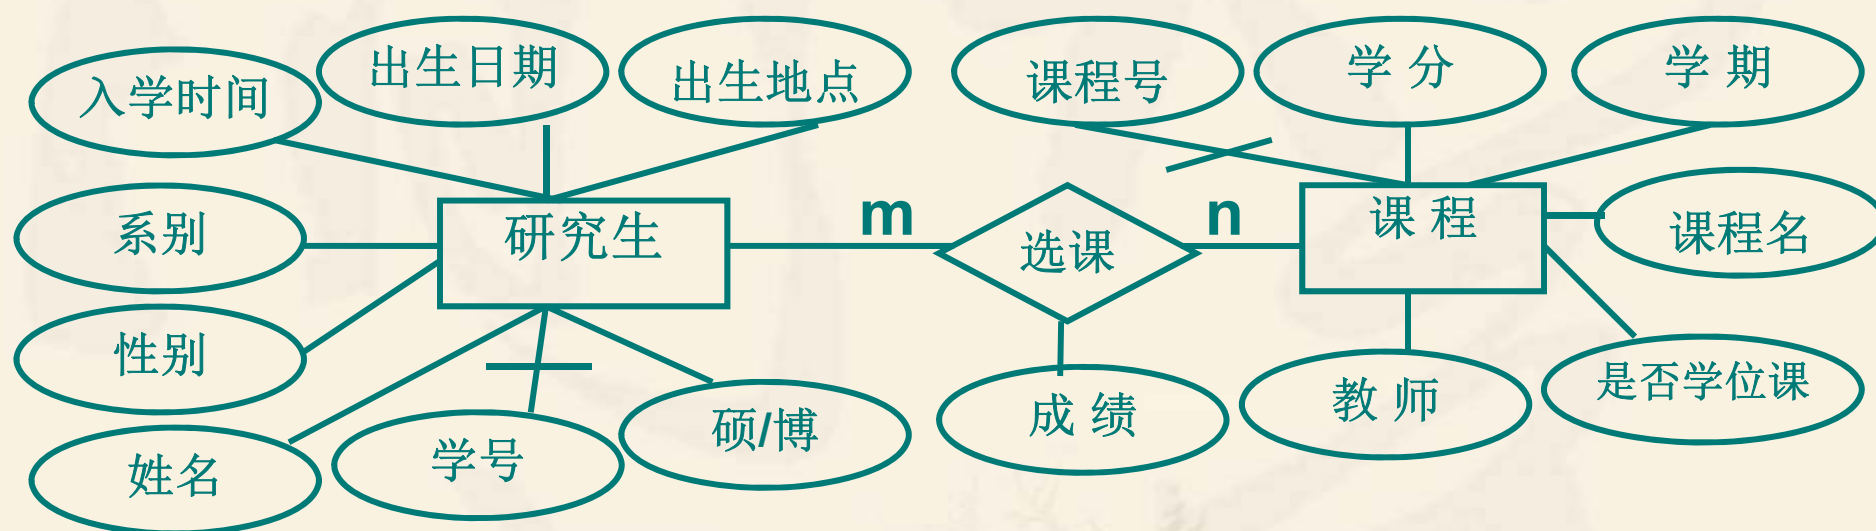 入学时间
出生日期
出生地点
课程号
学 分
学 期
系别
研究生
m
选课
n
课 程
课程名
性别
姓名
学号
硕/博
成 绩
教 师
是否学位课